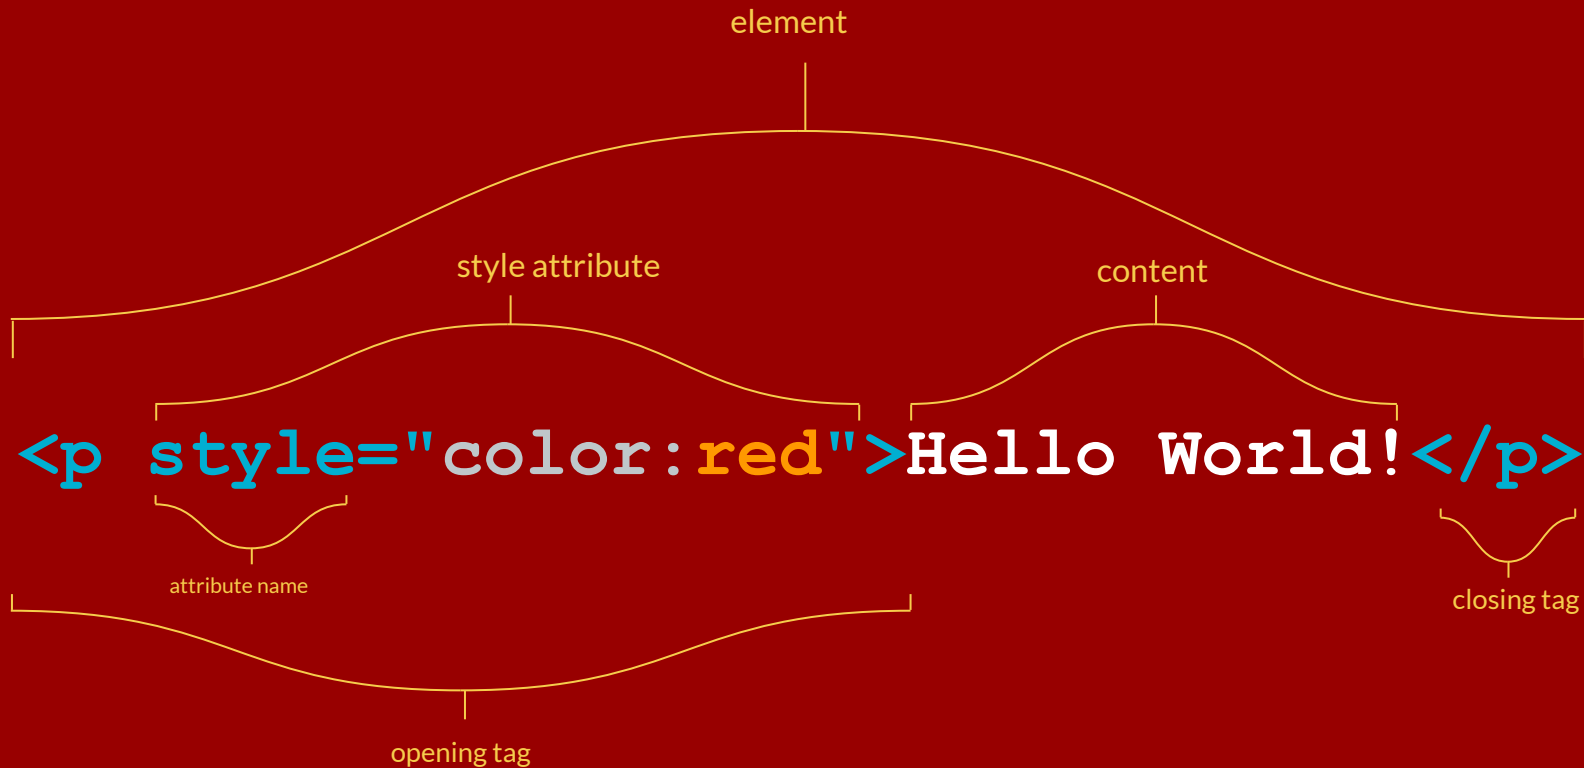 element
style attribute
content
<p style="color:red">Hello World!</p>
attribute name
closing tag
opening tag